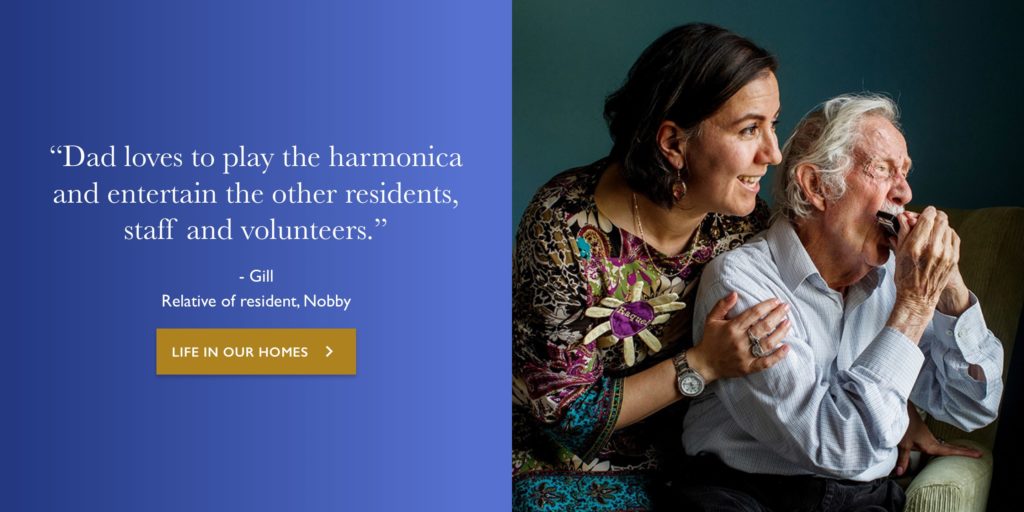 “Dad loves to play the harmonica
and entertain the other residents,
staff and volunteers.”
- Gill
Relative of resident, Nobby
LIFE IN OUR HOMES
Raquel